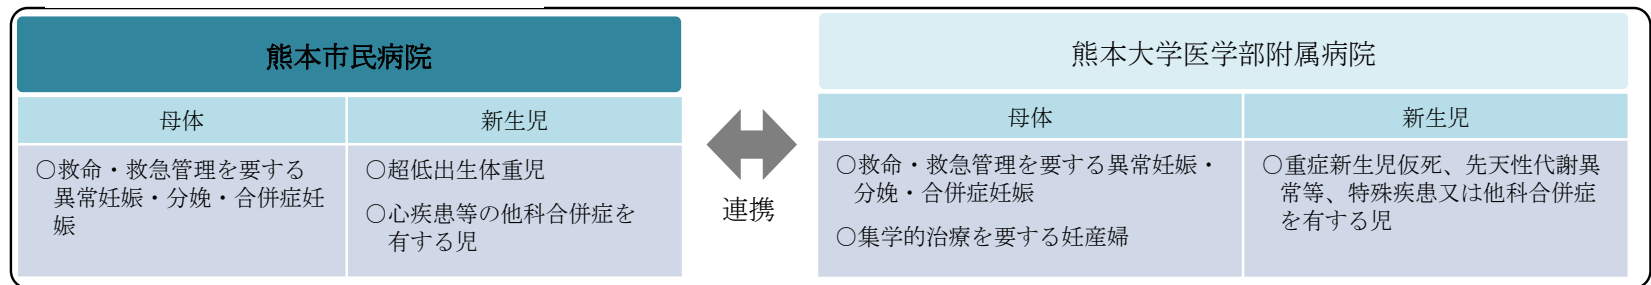 熊本市民病院
母体
新生児
○救命・救急管理を要する
異常妊娠・分娩・合併症妊
娠
○超低出生体重児
○心疾患等の他科合併症を
有する児
連携
熊本大学医学部附属病院
母体
新生児
○救命・救急管理を要する異常妊娠・
分娩・合併症妊娠
○集学的治療を要する妊産婦
○重症新生児仮死、先天性代謝異
常等、特殊疾患又は他科合併症
を有する児